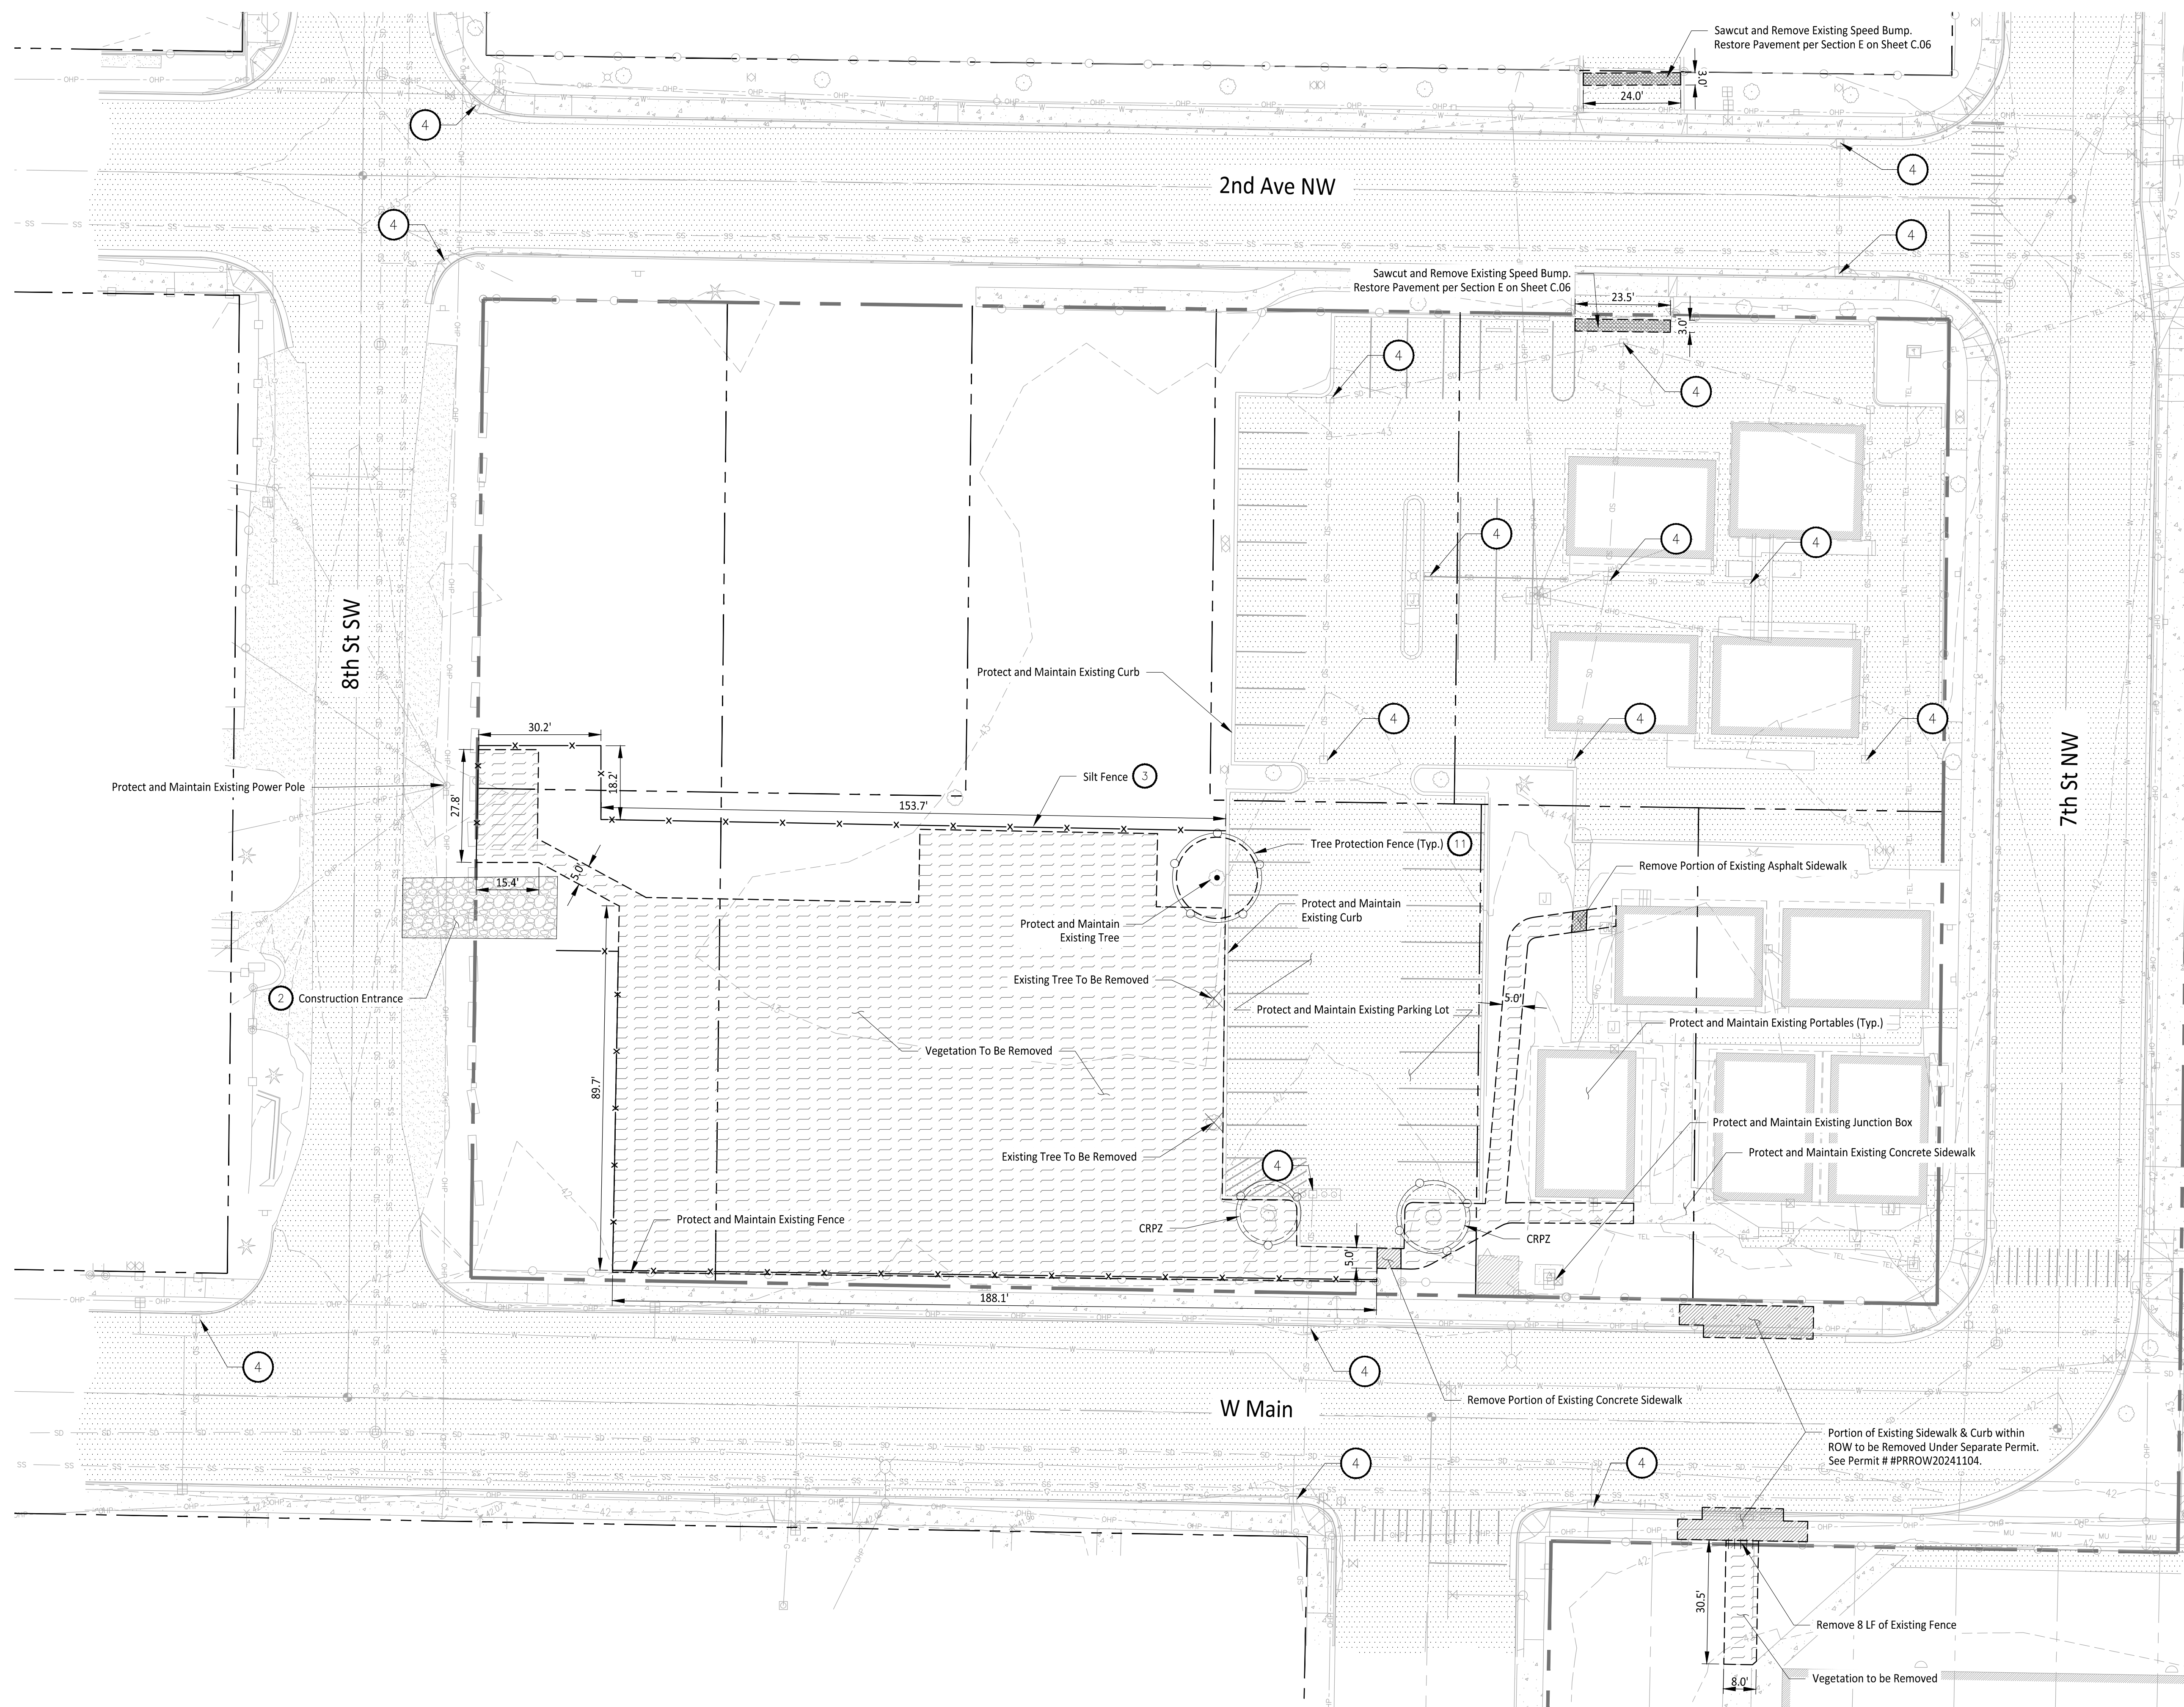 Sawcut and Remove Existing Speed Bump.
Restore Pavement per Section E on Sheet C.06
3.0'
24.0'
4
4
2nd Ave NW
4
4
Sawcut and Remove Existing Speed Bump.
Restore Pavement per Section E on Sheet C.06
23.5'
3.0'
4
4
4
4
4
8th St SW
Protect and Maintain Existing Curb
4
4
4
30.2'
18.2'
Silt Fence 3
7th St NW
Protect and Maintain Existing Power Pole
27.8'
153.7'
Tree Protection Fence (Typ.) 11
Remove Portion of Existing Asphalt Sidewalk
15.4'
5.0'
Protect and Maintain
Existing Curb
Protect and Maintain
Existing Tree
Existing Tree To Be Removed
2 Construction Entrance
5.0'
Protect and Maintain Existing Parking Lot
Protect and Maintain Existing Portables (Typ.)
Vegetation To Be Removed
89.7'
Protect and Maintain Existing Junction Box
Existing Tree To Be Removed
4
Protect and Maintain Existing Concrete Sidewalk
Protect and Maintain Existing Fence
CRPZ
CRPZ
5.0'
188.1'
4
4
Remove Portion of Existing Concrete Sidewalk
W Main
Portion of Existing Sidewalk & Curb within
ROW to be Removed Under Separate Permit.
See Permit # #PRROW20241104.
4
4
30.5'
Remove 8 LF of Existing Fence
Vegetation to be Removed
8.0'